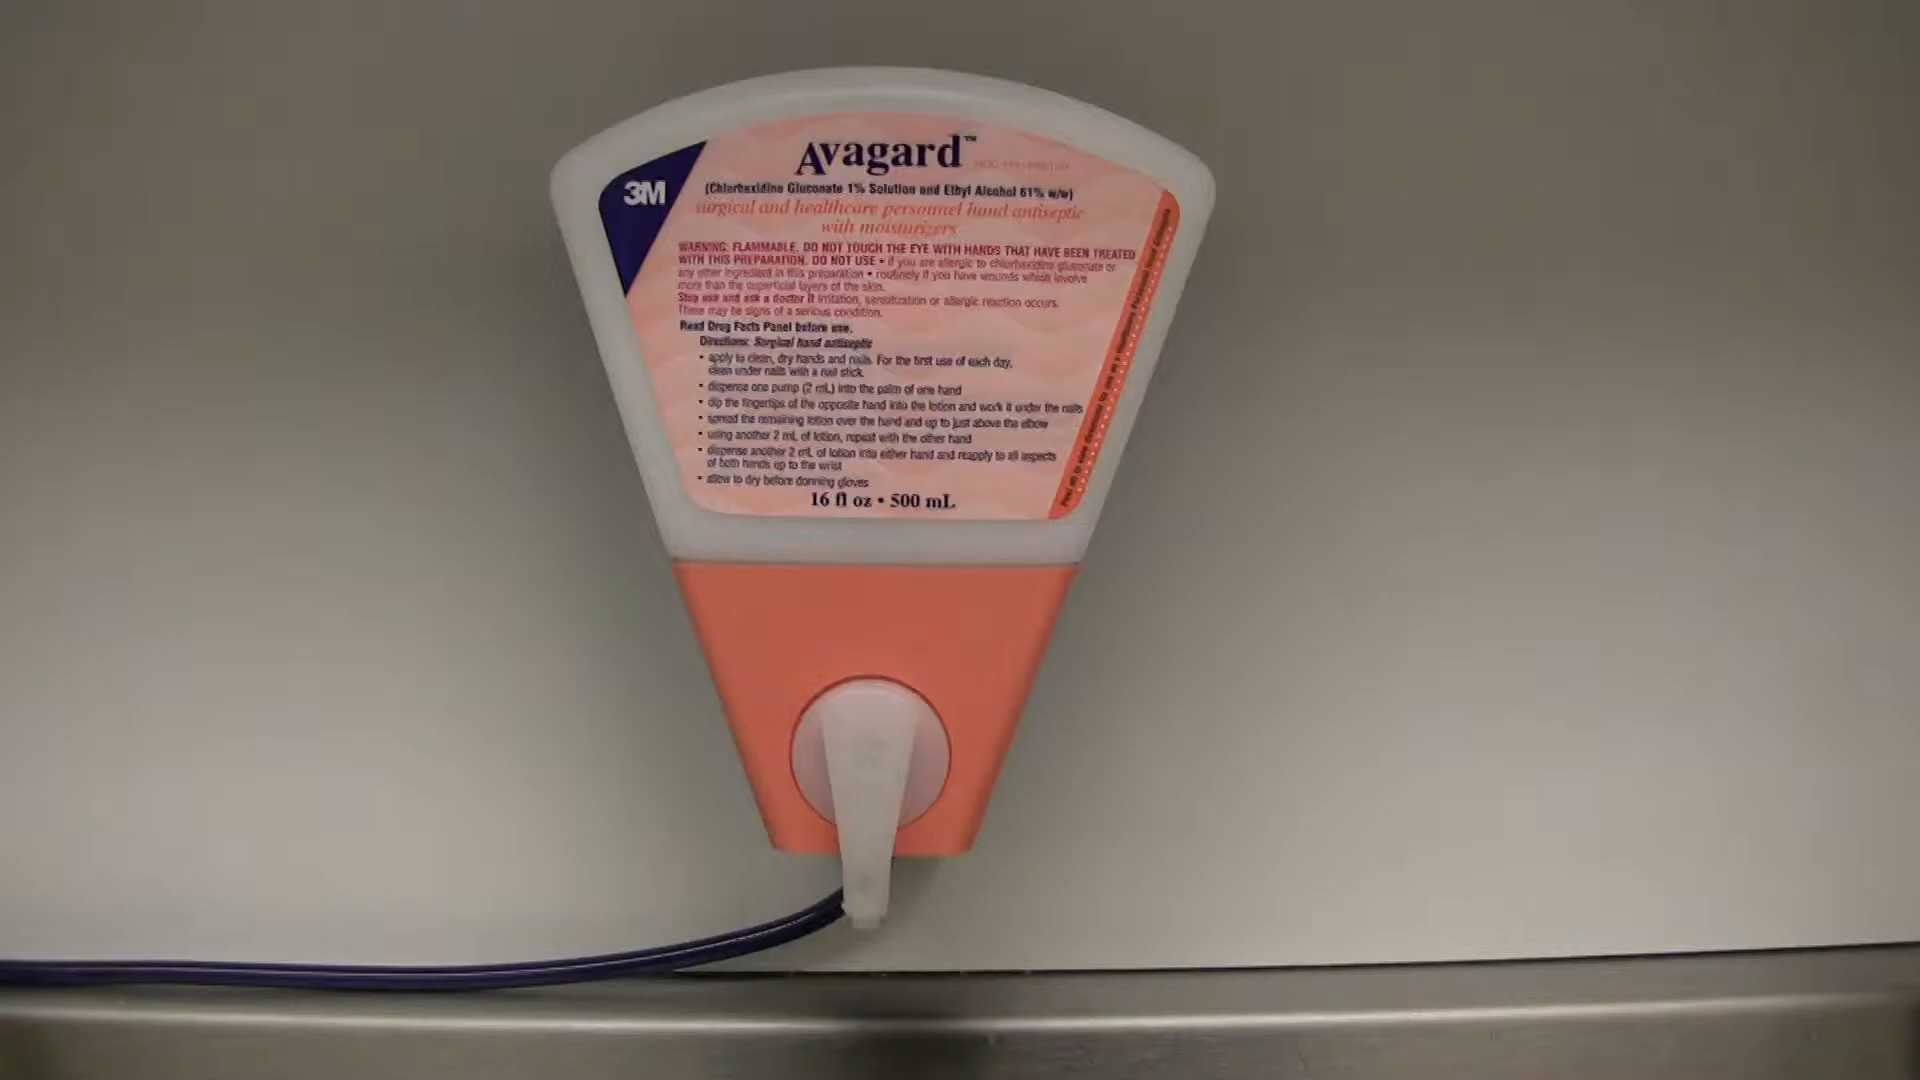 Avagard™
3M
(Chlorhexidine Gluconate 1% Solution and Ethyl Alcohol 61% w/w)
surgical and healthcare personnel hand antiseptic
with moisturizers
WARNING: FLAMMABLE. DO NOT TOUCH THE EYE WITH HANDS THAT HAVE BEEN TREATED
WITH THIS PREPARATION. DO NOT USE • if you are allergic to chlorhexidine gluconate or
any other ingredient in this preparation • routinely if you have wounds which involve
more than the superficial layers of the skin.
Stop use and ask a doctor if irritation, sensitization or allergic reaction occurs.
These may be signs of a serious condition.
Read Drug Facts Panel before use.
Directions: Surgical hand antiseptic
• apply to clean, dry hands and nails. For the first use of each day,
clean under nails with a nail stick.
• dispense one pump (2 mL) into the palm of one hand
• dip the fingertips of the opposite hand into the lotion and work it under the nails
• spread the remaining lotion over the hand and up to just above the elbow
• using another 2 mL of lotion, repeat with the other hand
• dispense another 2 mL of lotion into either hand and reapply to all aspects
of both hands up to the wrist
• allow to dry before donning gloves
16 fl oz • 500 mL